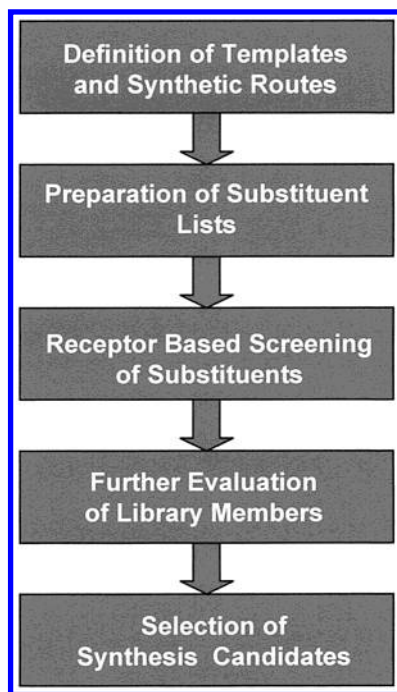 Definition of Templates
and Synthetic Routes
Preparation of Substituent
Lists
Receptor Based Screening
of Substituents
Further Evaluation
of Library Members
Selection of
Synthesis Candidates